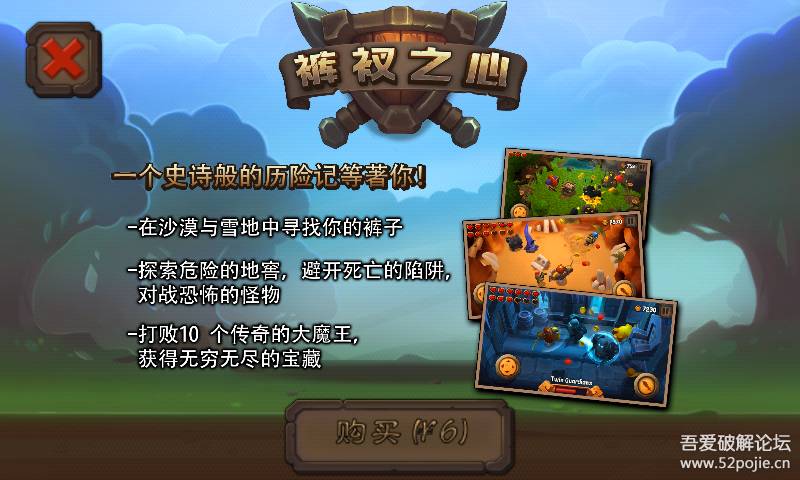 裤衩之心
一个史诗般的历险记等著你!
-在沙漠与雪地中寻找你的裤子
-探索危险的地窖，避开死亡的陷阱，
对战恐怖的怪物
-打败10 个传奇的大魔王，
获得无穷无尽的宝藏
7230
Twin Guardians
购买 (¥6)
吾爱破解论坛
www.52pojie.cn